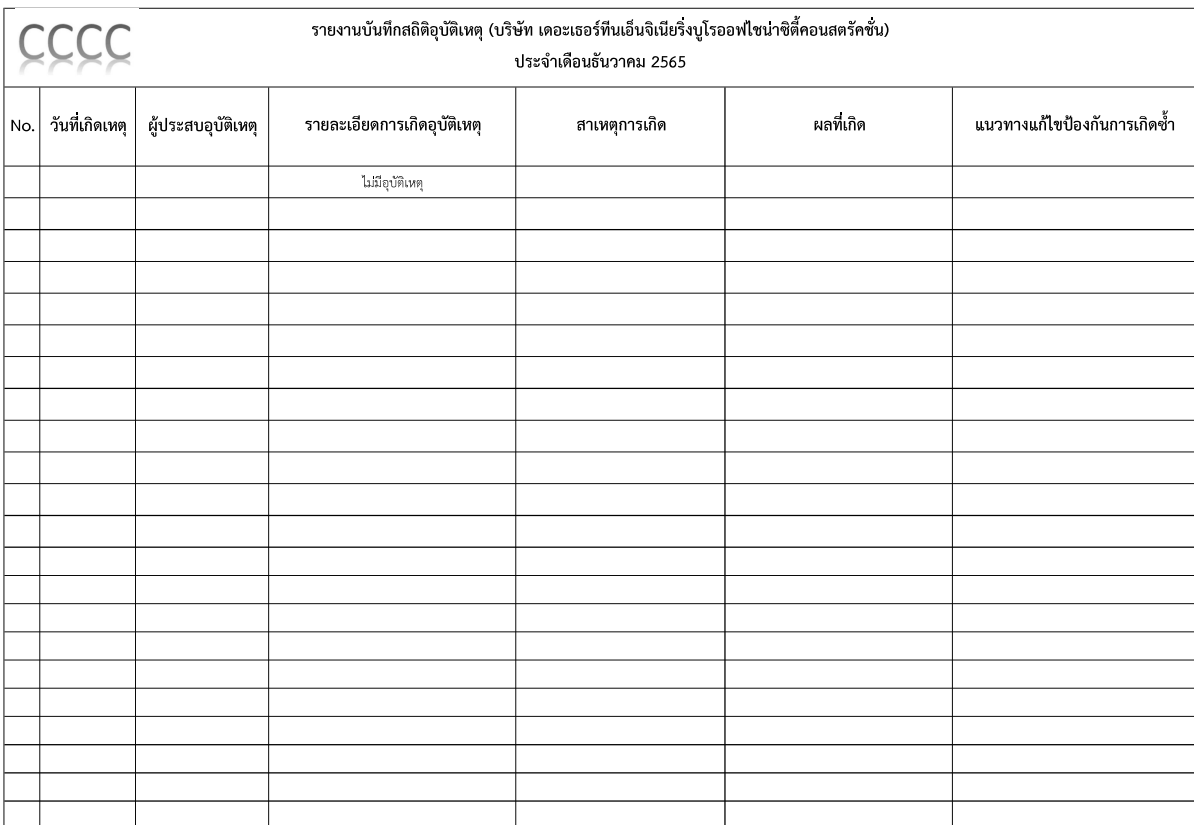 CCCC
รายงานบันทึกสถิติอุบัติเหตุ (บริษัท เดอะเธอร์ทีนเอ็นจิเนียริ่งบูโรออฟไชน่าซิตี้คอนสตรัคชั่น)
ประจำเดือนธันวาคม 2565
No. วันที่เกิดเหตุ ผู้ประสบอุบัติเหตุ รายละเอียดการเกิดอุบัติเหตุ สาเหตุการเกิด ผลที่เกิด แนวทางแก้ไขป้องกันการเกิดซ้ำ
ไม่มีอุบัติเหตุ